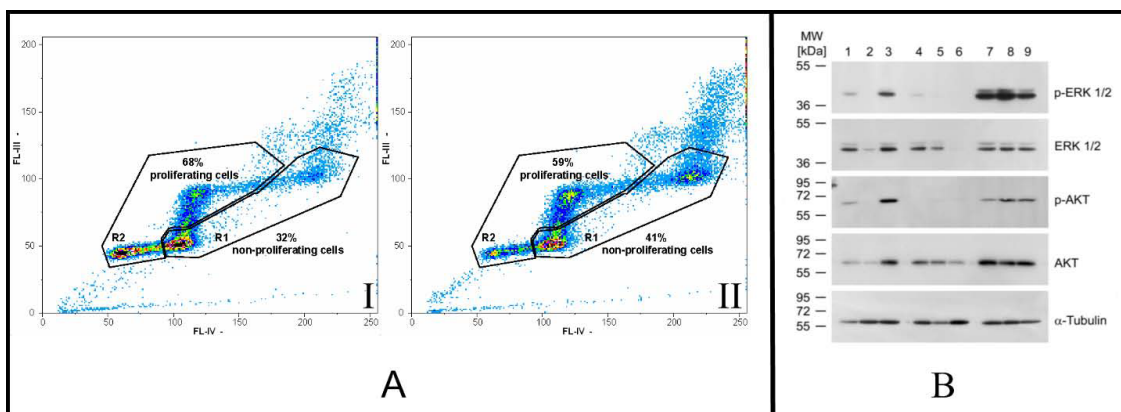 200
150
FL-III -
100
50
0
68%
proliferating cells
R2
R1
32%
non-proliferating cells
I
0 50 100 150 200 250
FL-IV -
200
150
FL-III -
100
50
0
59%
proliferating cells
R2
R1
41%
non-proliferating cells
II
0 50 100 150 200 250
FL-IV -
A
MW
[kDa] 1 2 3 4 5 6 7 8 9
55
36
p-ERK 1/2
55
36
ERK 1/2
95
72
55
p-AKT
95
72
55
AKT
95
72
55
α-Tubulin
B